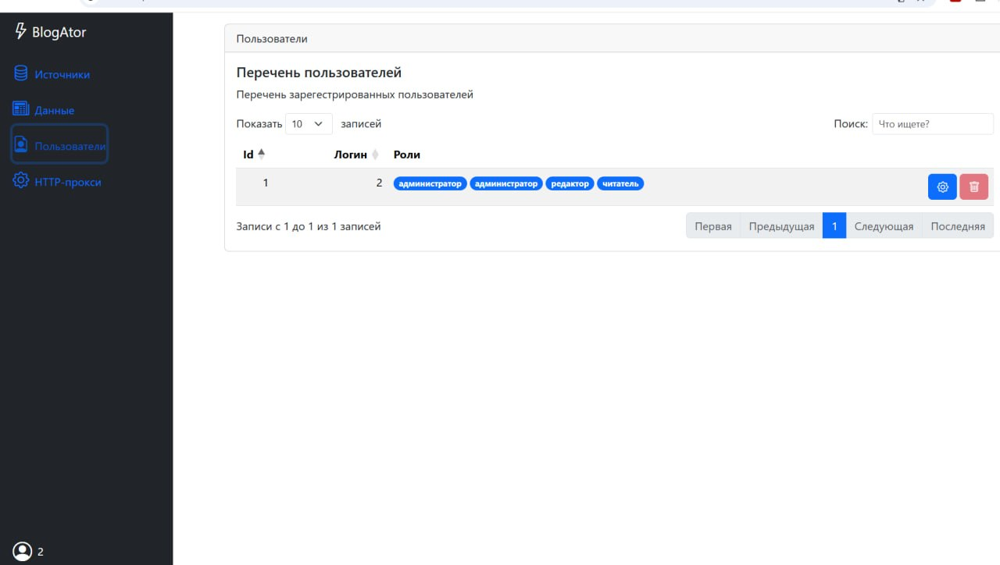 BlogAtor
Источники
Данные
Пользователи
HTTP-прокси
2
Пользователи
Перечень пользователей
Перечень зарегестрированных пользователей
Показать 10 записей
Поиск: Что ищете?
Id Логин Роли
1 2 администратор администратор редактор читатель
Записи с 1 до 1 из 1 записей
Первая Предыдущая 1 Следующая Последняя